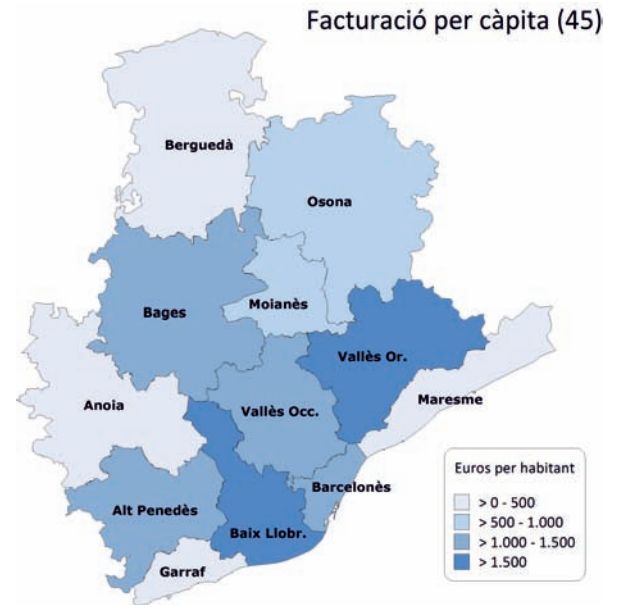 Facturació per càpita (45)
Berguedà
Osona
Bages
Moianès
Vallès Or.
Anoia
Vallès Occ.
Maresme
Alt Penedès
Barcelonès
Baix Llobr.
Garraf
Euros per habitant
> 0 - 500
> 500 - 1.000
> 1.000 - 1.500
> 1.500